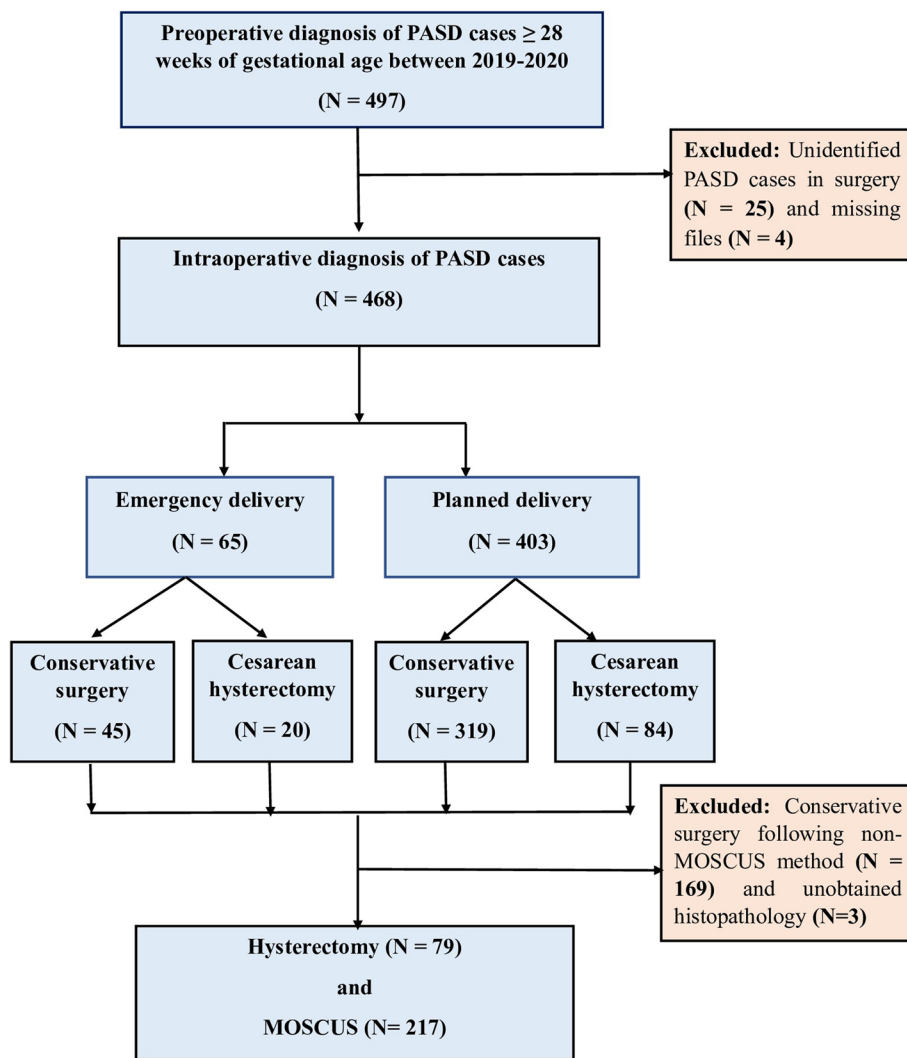 Preoperative diagnosis of PASD cases ≥ 28
weeks of gestational age between 2019-2020
(N = 497)
Excluded: Unidentified
PASD cases in surgery
(N = 25) and missing
files (N = 4)
Intraoperative diagnosis of PASD cases
(N = 468)
Emergency delivery
(N = 65)
Planned delivery
(N = 403)
Conservative
surgery
(N = 45)
Cesarean
hysterectomy
(N = 20)
Conservative
surgery
(N = 319)
Cesarean
hysterectomy
(N = 84)
Excluded: Conservative
surgery following non-
MOSCUS method (N =
169) and unobtained
histopathology (N=3)
Hysterectomy (N = 79)
and
MOSCUS (N= 217)